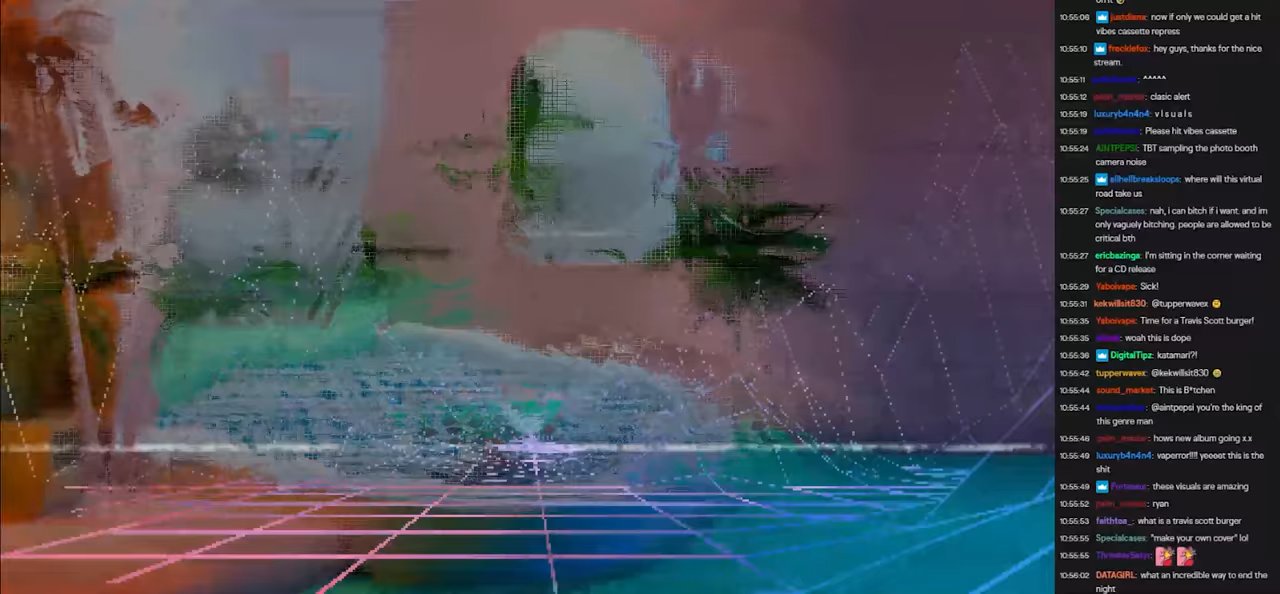 10:55:08 justdiana: now if only we could get a hit
vibes cassette repress
10:55:10 frecklefox: hey guys, thanks for the nice
stream.
10:55:11 : ^^^^^
10:55:12 : clasic alert
10:55:19 luxuryb4n4n4: v i s u a l s
10:55:19 : Please hit vibes cassette
10:55:24 AINTPEPSI: TBT sampling the photo booth
camera noise
10:55:25 allhellbreaksloops: where will this virtual
road take us
10:55:27 Specialcases: nah, i can bitch if i want. and im
only vaguely bitching. people are allowed to be
critical bth
10:55:27 ericbazinga: I'm sitting in the corner waiting
for a CD release
10:55:29 Yaboivape: Sick!
10:55:31 kekwillsit830: @tupperwavex
10:55:35 Yaboivape: Time for a Travis Scott burger!
10:55:35 : woah this is dope
10:55:36 DigitalTipz: katamari?!
10:55:42 tupperwavex: @kekwillsit830
10:55:44 sound_market: This is B*tchen
10:55:44 : @aintpepsi you're the king of
this genre man
10:55:46 : hows new album going x.x
10:55:49 luxuryb4n4n4: vaperror!!!! yeeeot this is the
shit
10:55:49 : these visuals are amazing
10:55:52 : ryan
10:55:53 faithtoa_: what is a travis scott burger
10:55:55 Specialcases: "make your own cover" lol
10:55:55
10:56:02 DATAGIRL: what an incredible way to end the
night